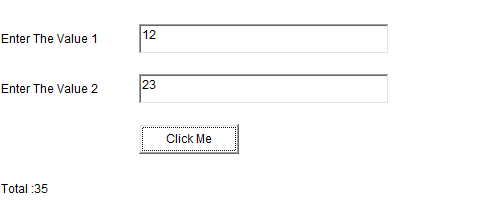 Enter The Value 1 12
Enter The Value 2 23
Click Me
Total :35